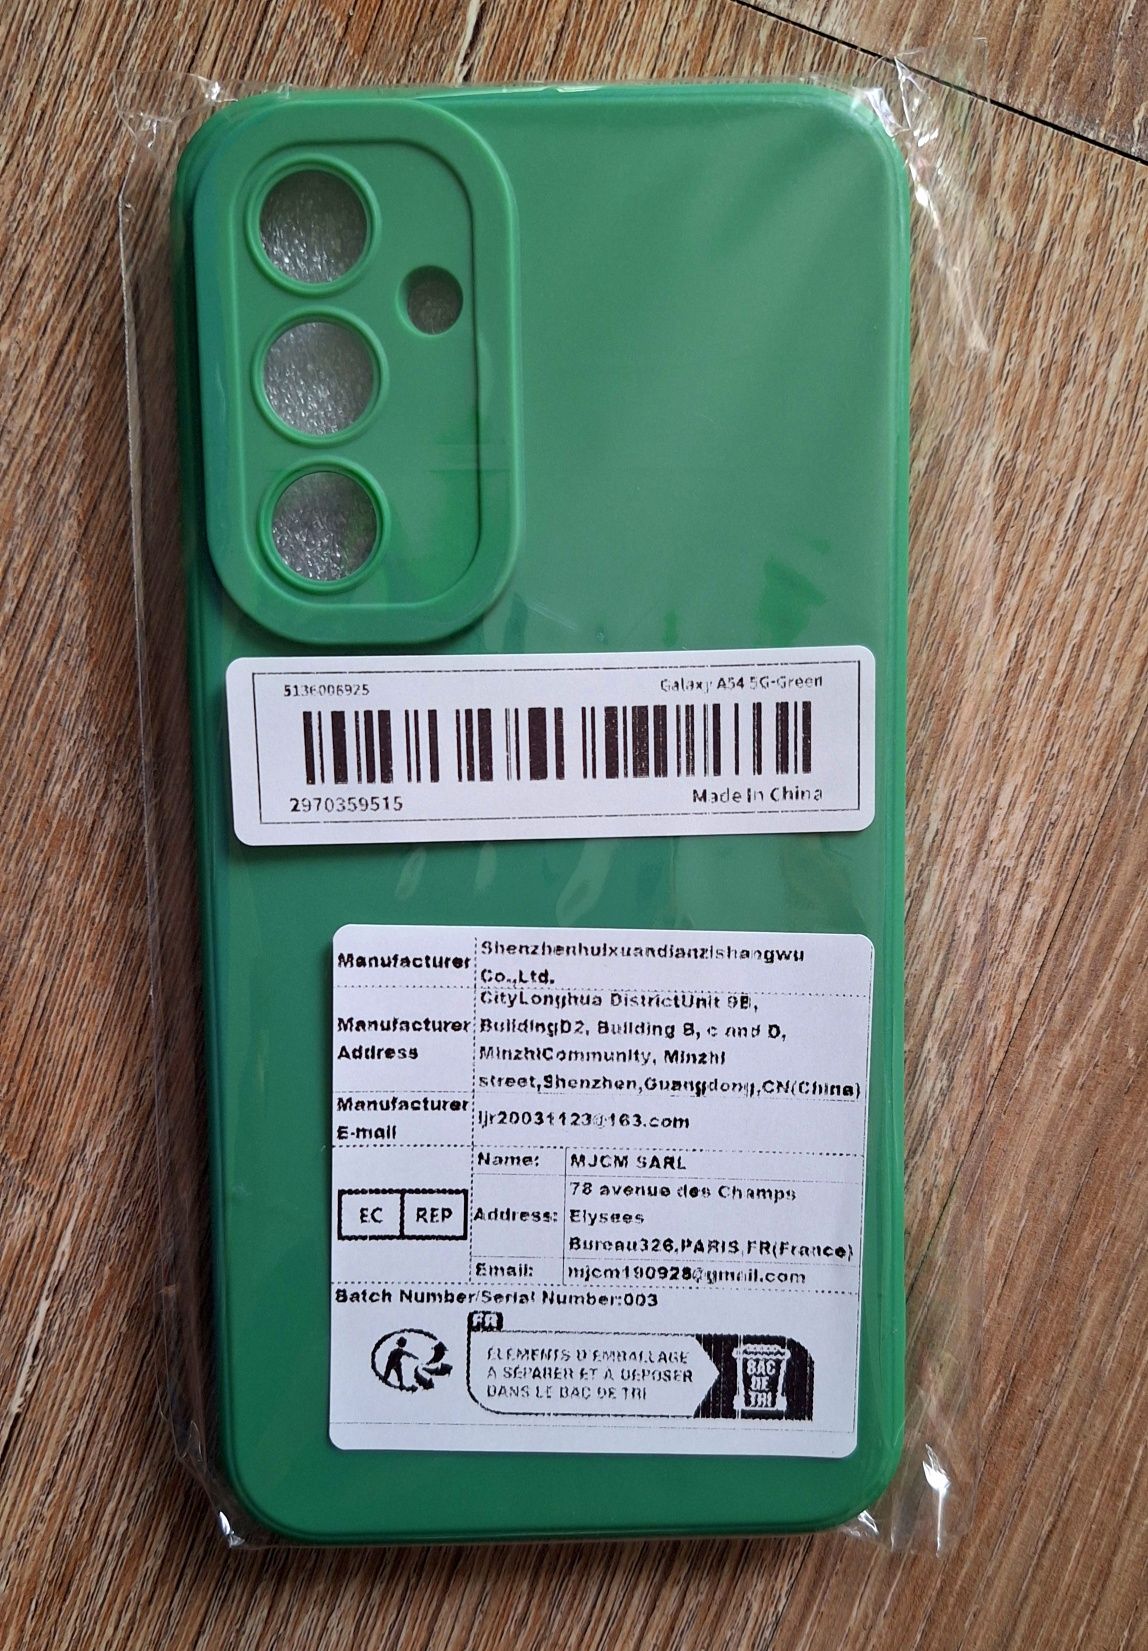 5136006925 Galaxy A54 5G-Green
2970359515 Made In China
Manufacturer Shenzhenhuixuandianzishangwu
Co.,Ltd.
Manufacturer Address CityLonghua DistrictUnit 9B,
BuildingD2, Building B, c and D,
MinzhiCommunity, Minzhi
street,Shenzhen,Guangdong,CN(China)
Manufacturer E-mail ljr20031123@163.com
EC REP
Name: MJCM SARL
Address: 78 avenue des Champs
Elysees
Bureau326,PARIS,FR(France)
Email: mjcm190928@gmail.com
Batch Number/Serial Number:003
FR
ÉLÉMENTS D'EMBALLAGE
À SÉPARER ET À DÉPOSER
DANS LE BAC DE TRI
BAC
DE
TRI